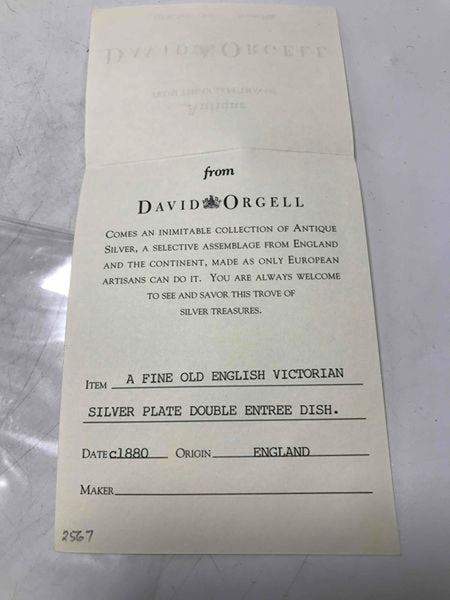 from
DAVID ORGELL
COMES AN INIMITABLE COLLECTION OF ANTIQUE
SILVER, A SELECTIVE ASSEMBLAGE FROM ENGLAND
AND THE CONTINENT, MADE AS ONLY EUROPEAN
ARTISANS CAN DO IT. YOU ARE ALWAYS WELCOME
TO SEE AND SAVOR THIS TROVE OF
SILVER TREASURES.
ITEM A FINE OLD ENGLISH VICTORIAN
SILVER PLATE DOUBLE ENTREE DISH.
DATE c1880 ORIGIN ENGLAND
MAKER
2567